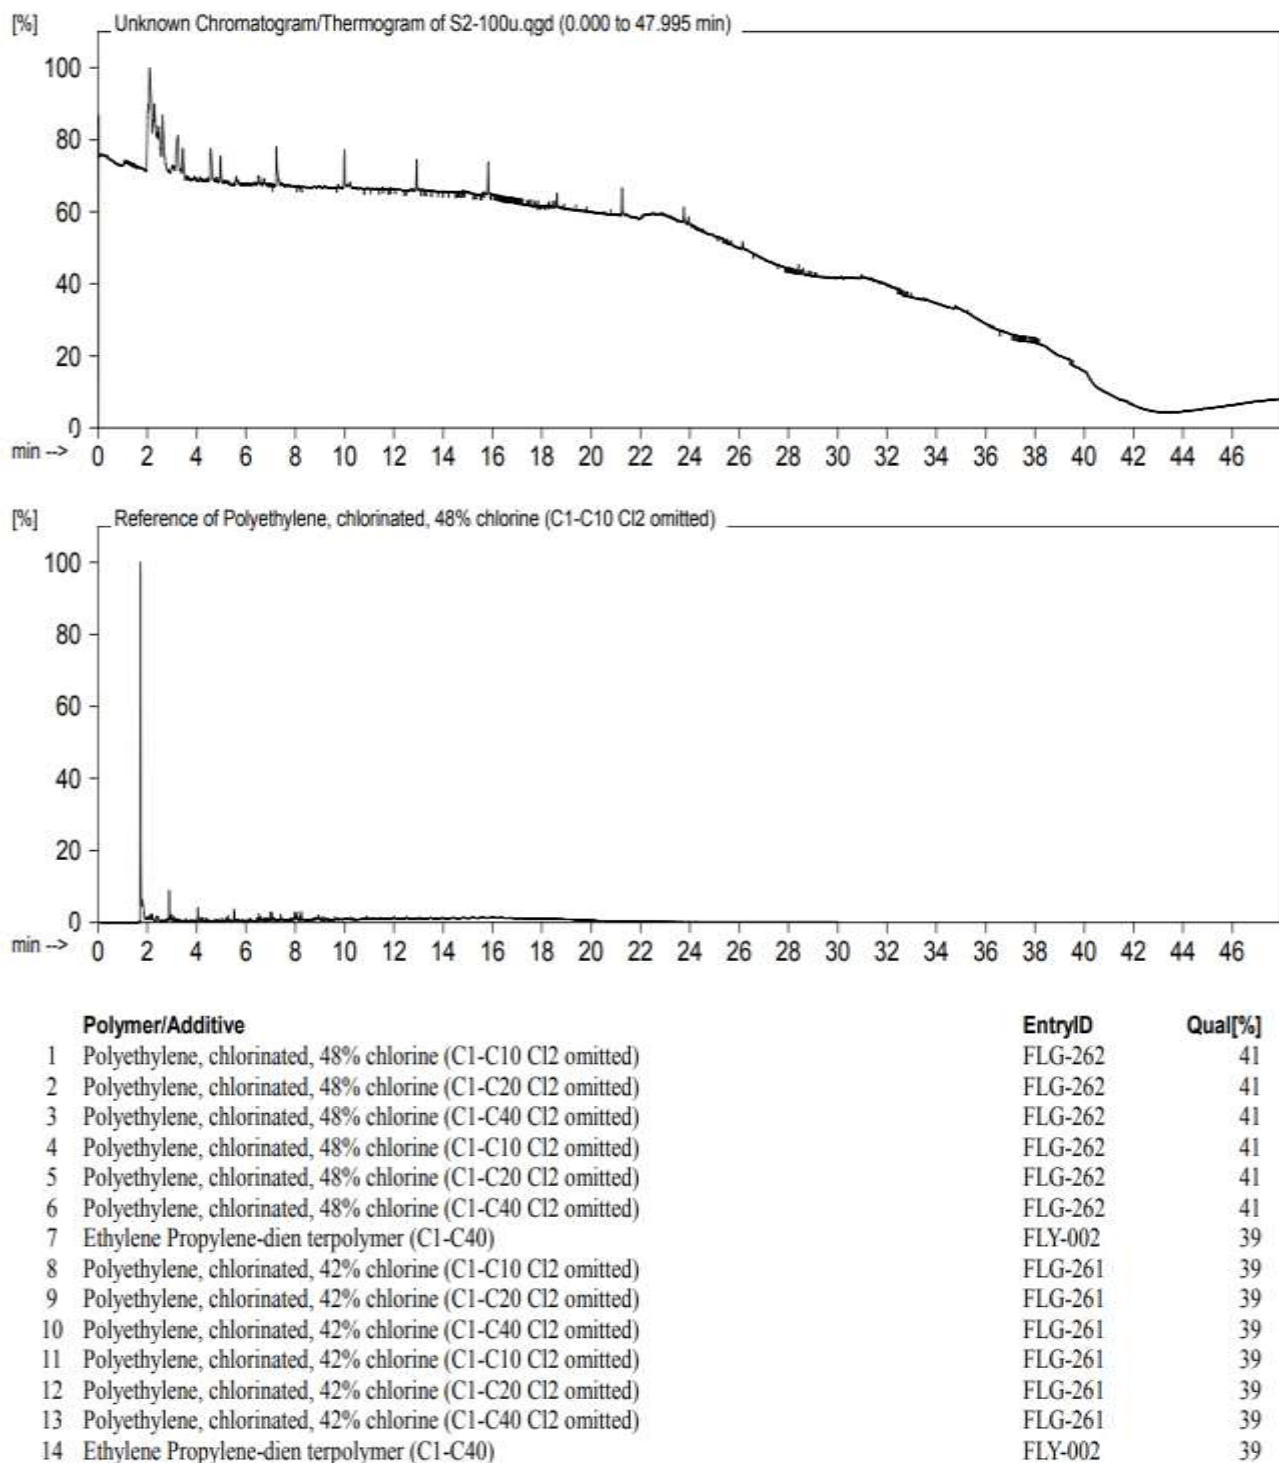 [%] Unknown Chromatogram/Thermogram of S2-100u.qgd (0.000 to 47.995 min)
100
80
60
40
20
0
min --> 0 2 4 6 8 10 12 14 16 18 20 22 24 26 28 30 32 34 36 38 40 42 44 46
[%] Reference of Polyethylene, chlorinated, 48% chlorine (C1-C10 Cl2 omitted)
100
80
60
40
20
0
min --> 0 2 4 6 8 10 12 14 16 18 20 22 24 26 28 30 32 34 36 38 40 42 44 46
Polymer/Additive EntryID Qual[%]
1 Polyethylene, chlorinated, 48% chlorine (C1-C10 Cl2 omitted) FLG-262 41
2 Polyethylene, chlorinated, 48% chlorine (C1-C20 Cl2 omitted) FLG-262 41
3 Polyethylene, chlorinated, 48% chlorine (C1-C40 Cl2 omitted) FLG-262 41
4 Polyethylene, chlorinated, 48% chlorine (C1-C10 Cl2 omitted) FLG-262 41
5 Polyethylene, chlorinated, 48% chlorine (C1-C20 Cl2 omitted) FLG-262 41
6 Polyethylene, chlorinated, 48% chlorine (C1-C40 Cl2 omitted) FLG-262 41
7 Ethylene Propylene-dien terpolymer (C1-C40) FLY-002 39
8 Polyethylene, chlorinated, 42% chlorine (C1-C10 Cl2 omitted) FLG-261 39
9 Polyethylene, chlorinated, 42% chlorine (C1-C20 Cl2 omitted) FLG-261 39
10 Polyethylene, chlorinated, 42% chlorine (C1-C40 Cl2 omitted) FLG-261 39
11 Polyethylene, chlorinated, 42% chlorine (C1-C10 Cl2 omitted) FLG-261 39
12 Polyethylene, chlorinated, 42% chlorine (C1-C20 Cl2 omitted) FLG-261 39
13 Polyethylene, chlorinated, 42% chlorine (C1-C40 Cl2 omitted) FLG-261 39
14 Ethylene Propylene-dien terpolymer (C1-C40) FLY-002 39